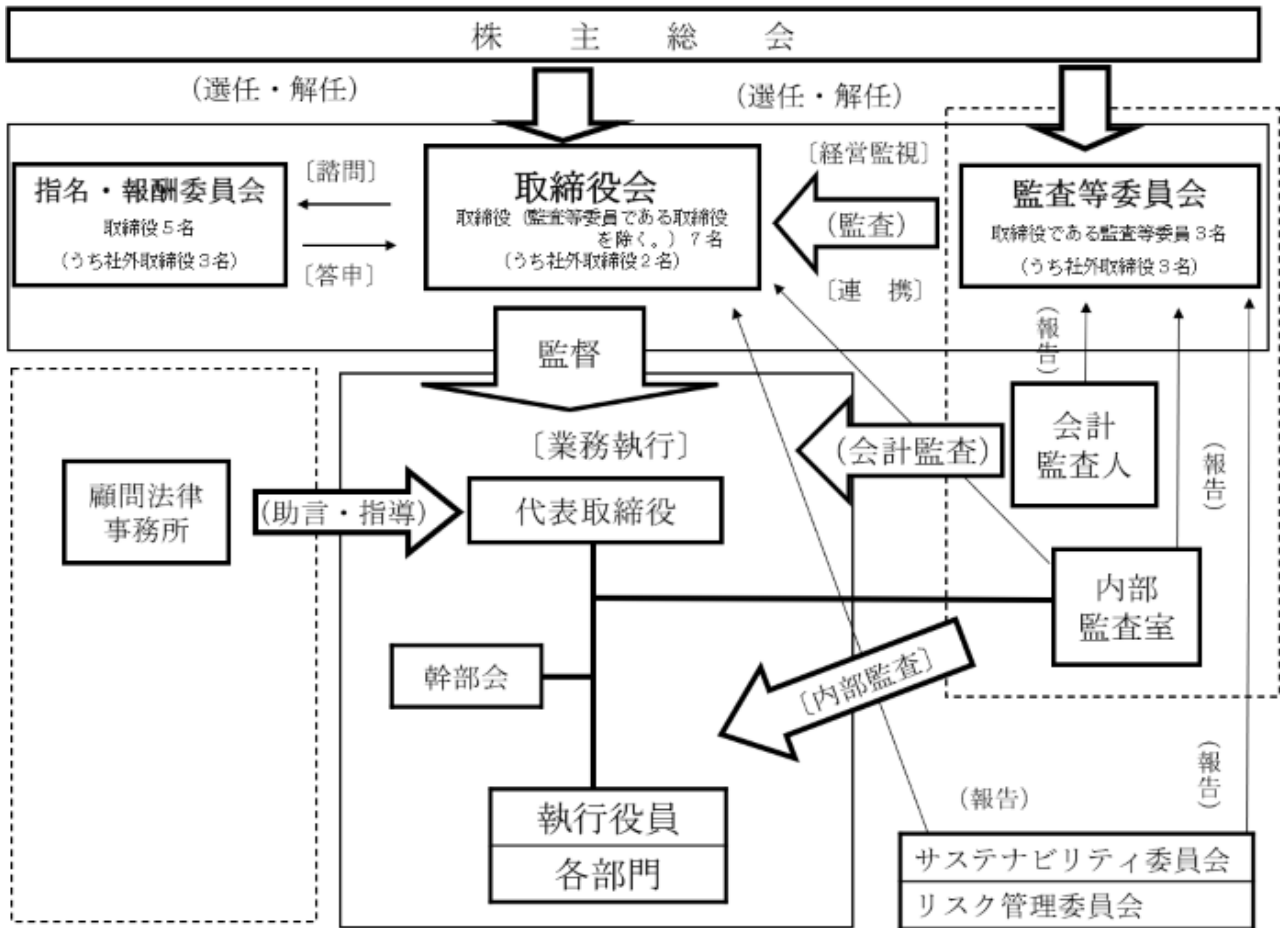 株主総会
(選任・解任)
(選任・解任)
指名・報酬委員会
取締役5名
(うち社外取締役3名)
〔諮問〕
〔答申〕
取締役会
取締役(監査等委員である取締役
を除く。)7名
(うち社外取締役2名)
〔経営監視〕
(監査)
〔連 携〕
監査等委員会
取締役である監査等委員3名
(うち社外取締役3名)
監督
(報告)
会計
監査人
(会計監査)
〔業務執行〕
顧問法律
事務所
(助言・指導)
代表取締役
(報告)
内部
監査室
幹部会
〔内部監査〕
(報告)
(報告)
執行役員
各部門
サステナビリティ委員会
リスク管理委員会